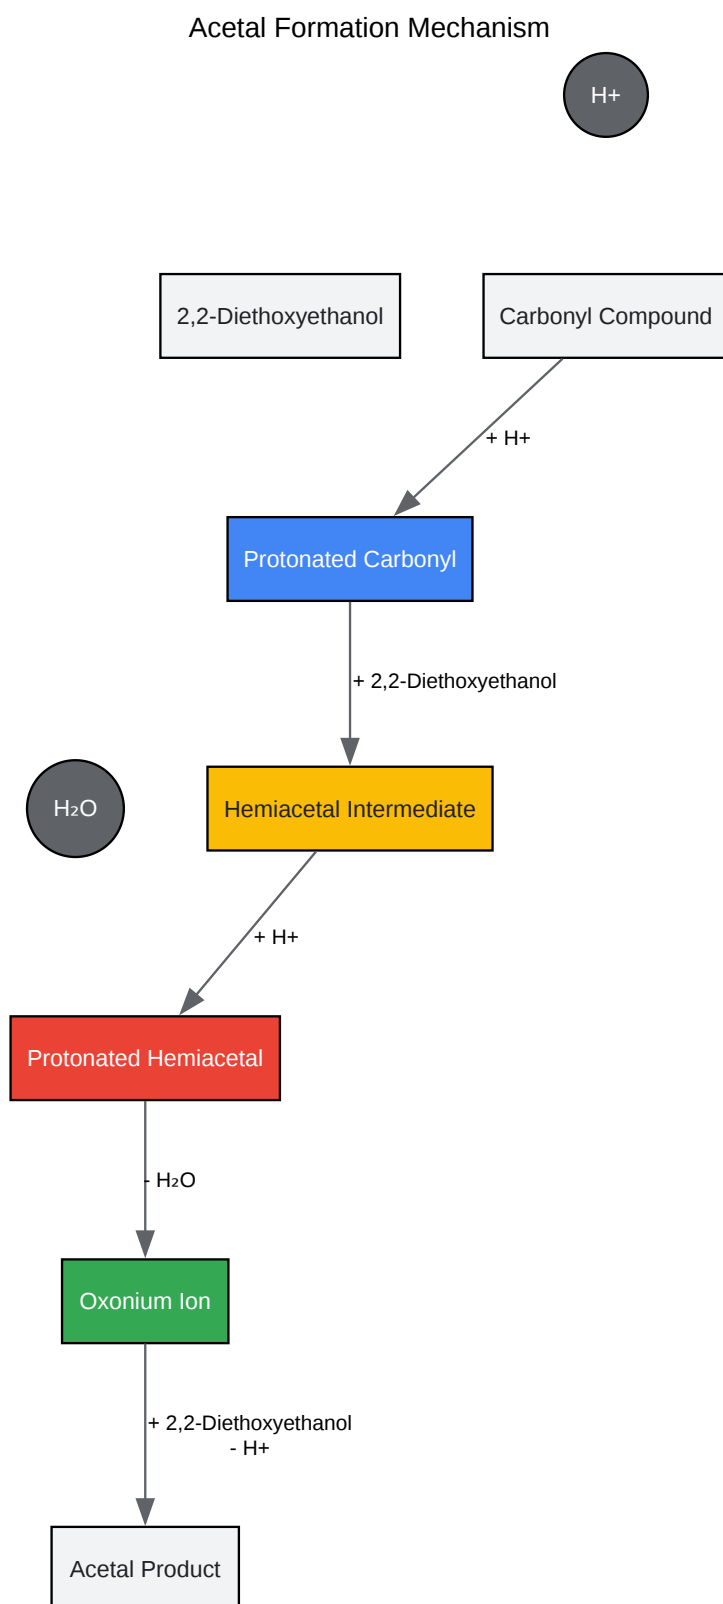 Acetal Formation Mechanism
H+
2,2-Diethoxyethanol
Carbonyl Compound
+ H+
Protonated Carbonyl
+ 2,2-Diethoxyethanol
H₂O
Hemiacetal Intermediate
+ H+
Protonated Hemiacetal
- H₂O
Oxonium Ion
+ 2,2-Diethoxyethanol
- H+
Acetal Product